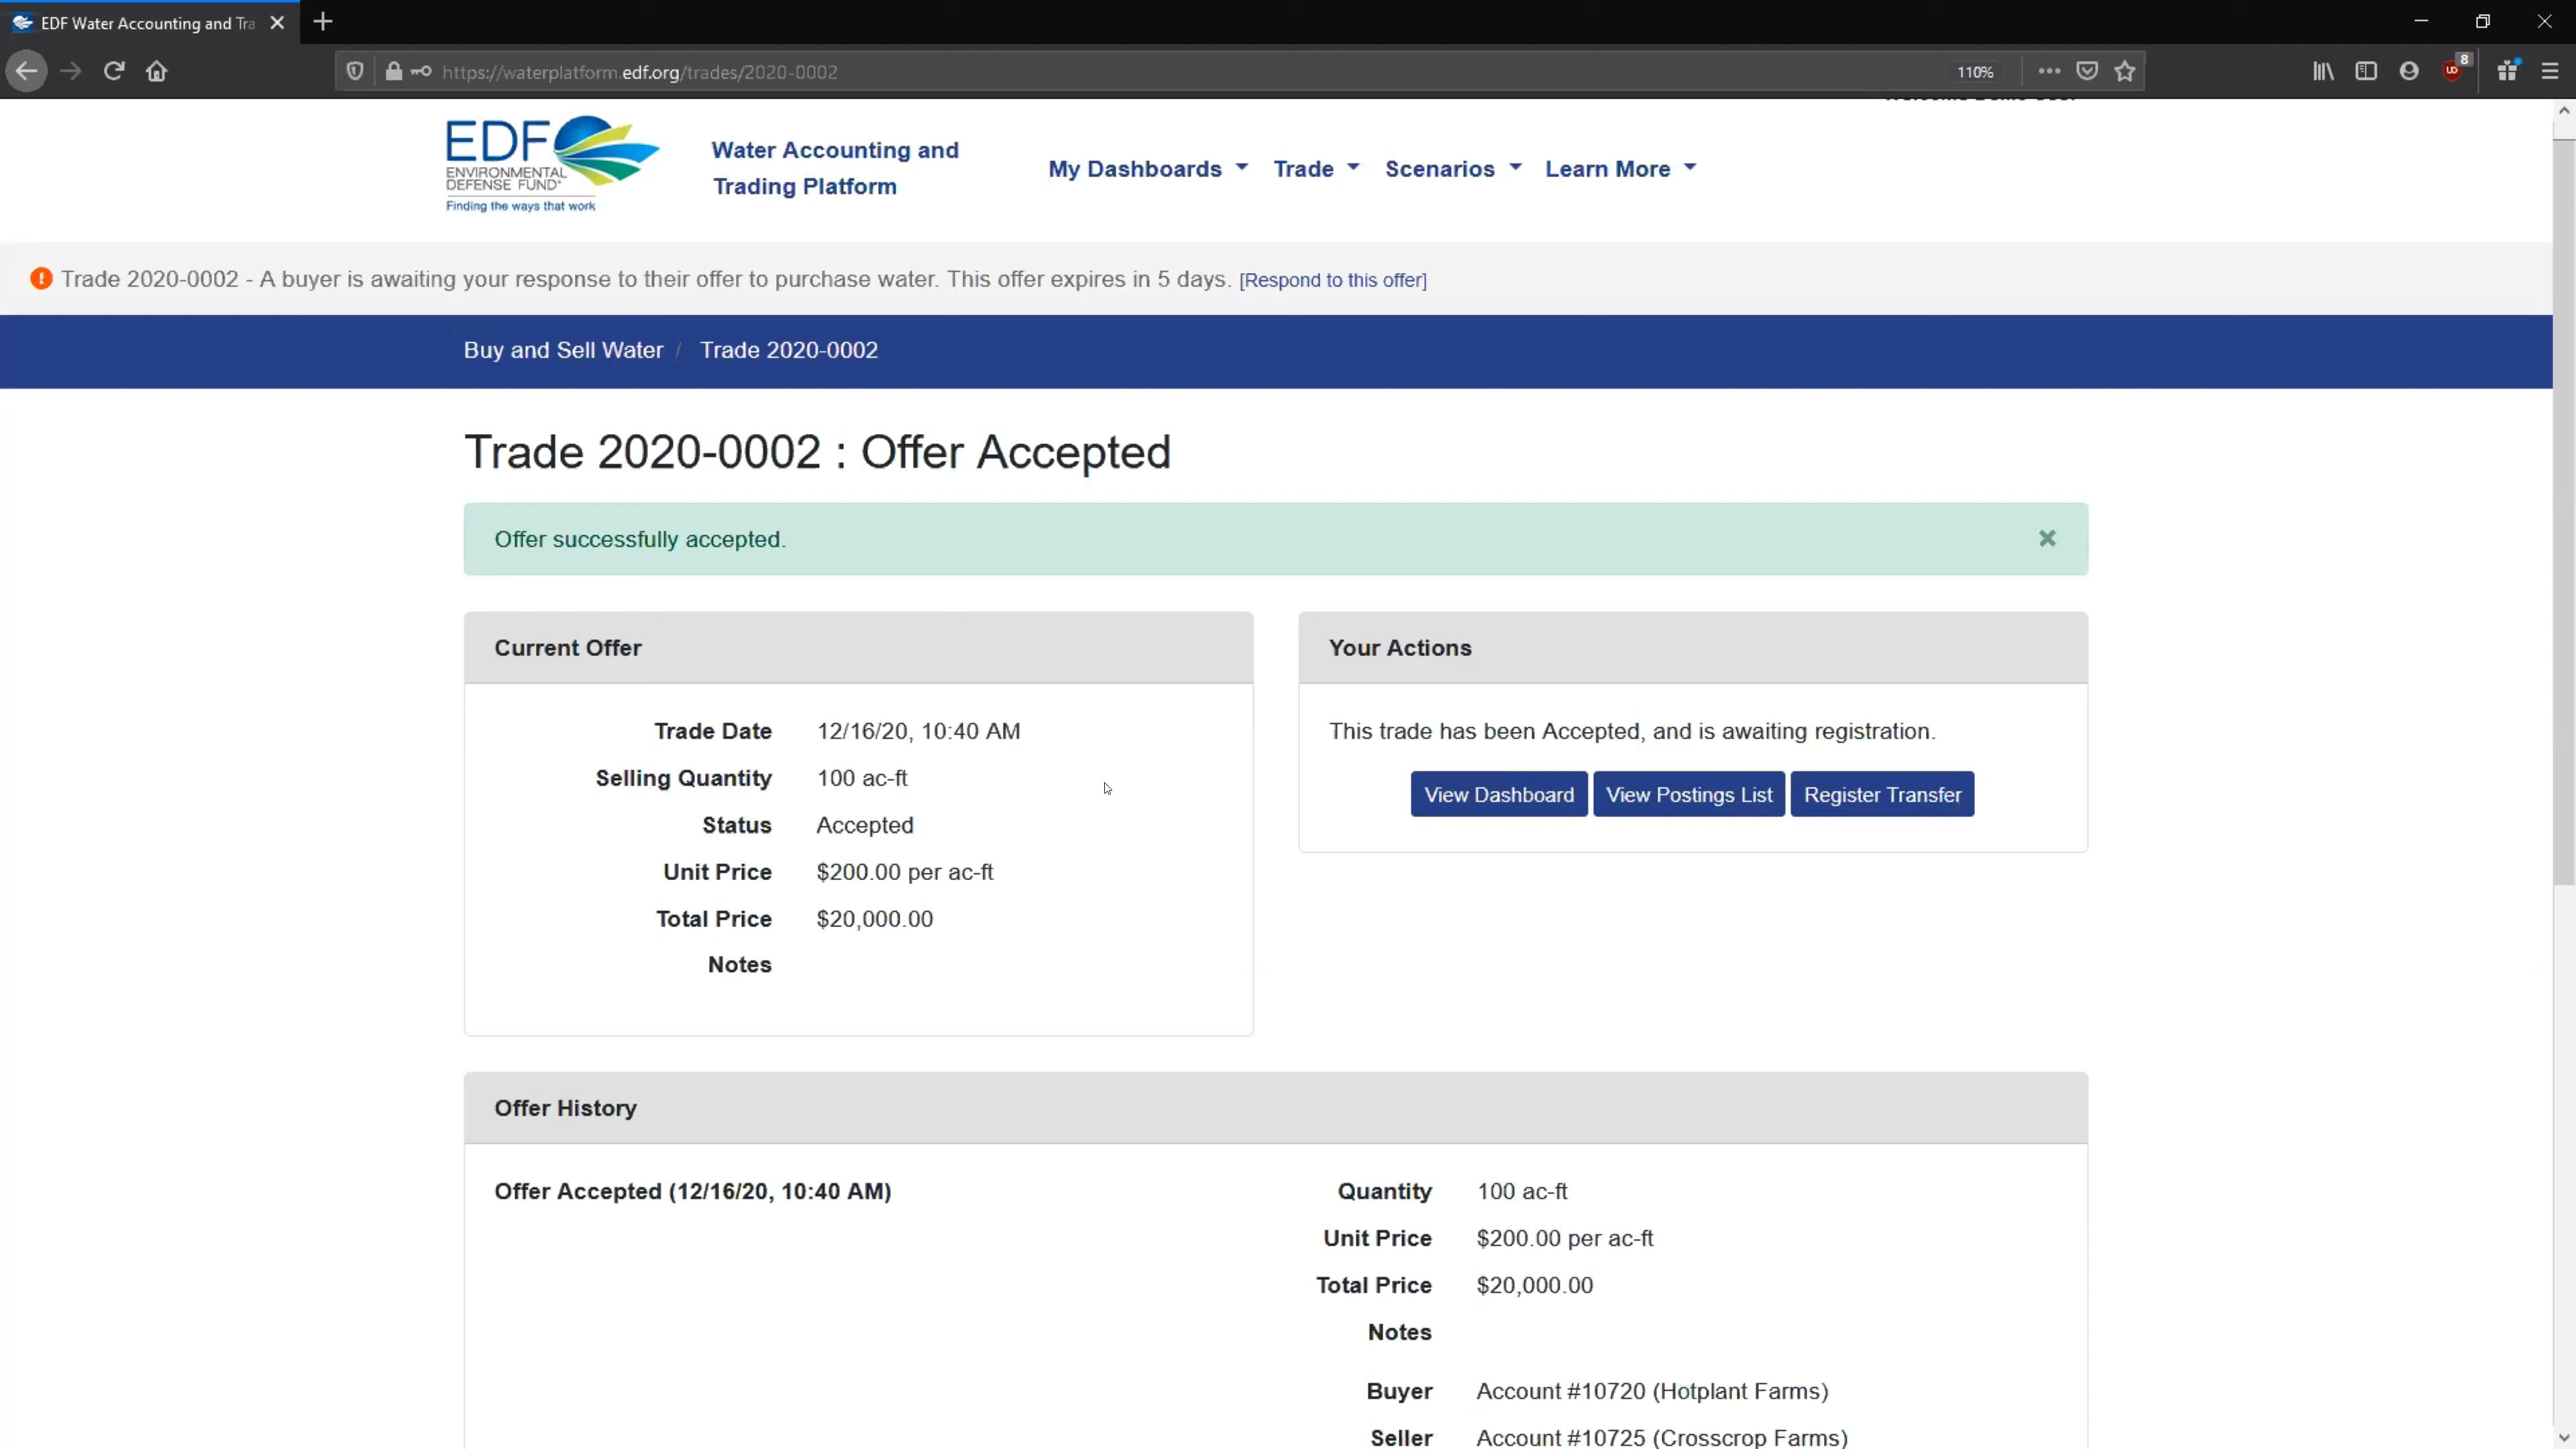 EDF Water Accounting and Tra
https://waterplatform.edf.org/trades/2020-0002
110%
8
EDF
ENVIRONMENTAL
DEFENSE FUND®
Finding the ways that work
Water Accounting and
Trading Platform
My Dashboards
Trade
Scenarios
Learn More
Trade 2020-0002 - A buyer is awaiting your response to their offer to purchase water. This offer expires in 5 days. [Respond to this offer]
Buy and Sell Water / Trade 2020-0002
Trade 2020-0002 : Offer Accepted
Offer successfully accepted.
Current Offer
Trade Date 12/16/20, 10:40 AM
Selling Quantity 100 ac-ft
Status Accepted
Unit Price $200.00 per ac-ft
Total Price $20,000.00
Notes
Your Actions
This trade has been Accepted, and is awaiting registration.
View Dashboard
View Postings List
Register Transfer
Offer History
Offer Accepted (12/16/20, 10:40 AM)
Quantity 100 ac-ft
Unit Price $200.00 per ac-ft
Total Price $20,000.00
Notes
Buyer Account #10720 (Hotplant Farms)
Seller Account #10725 (Crosscrop Farms)